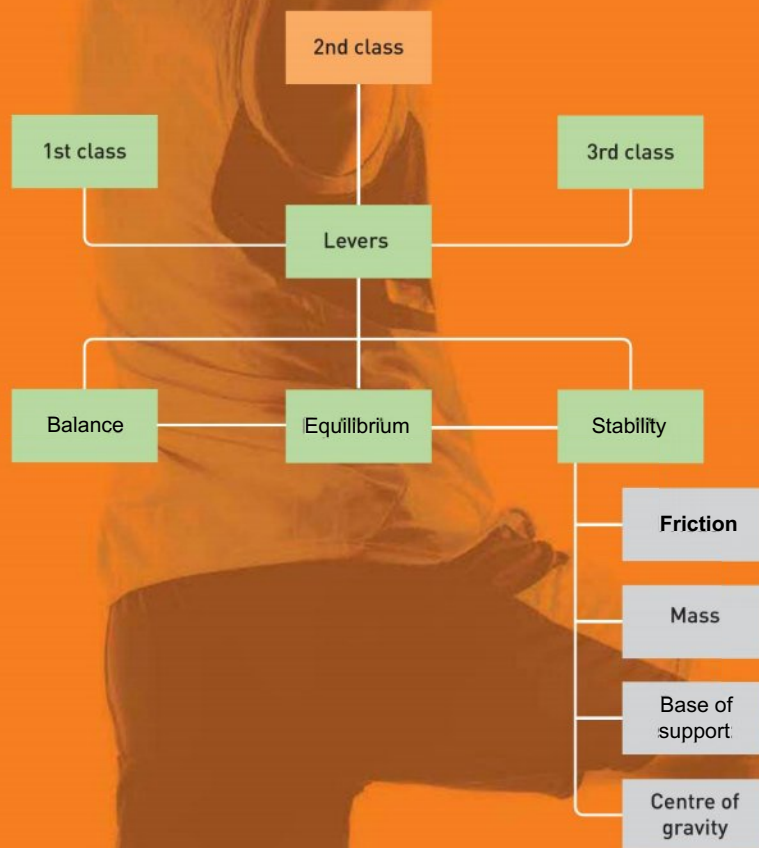 2nd class
1st class
3rd class
Levers
Balance
Equilibrium
Stability
Friction
Mass
Base of
support
Centre of
gravity